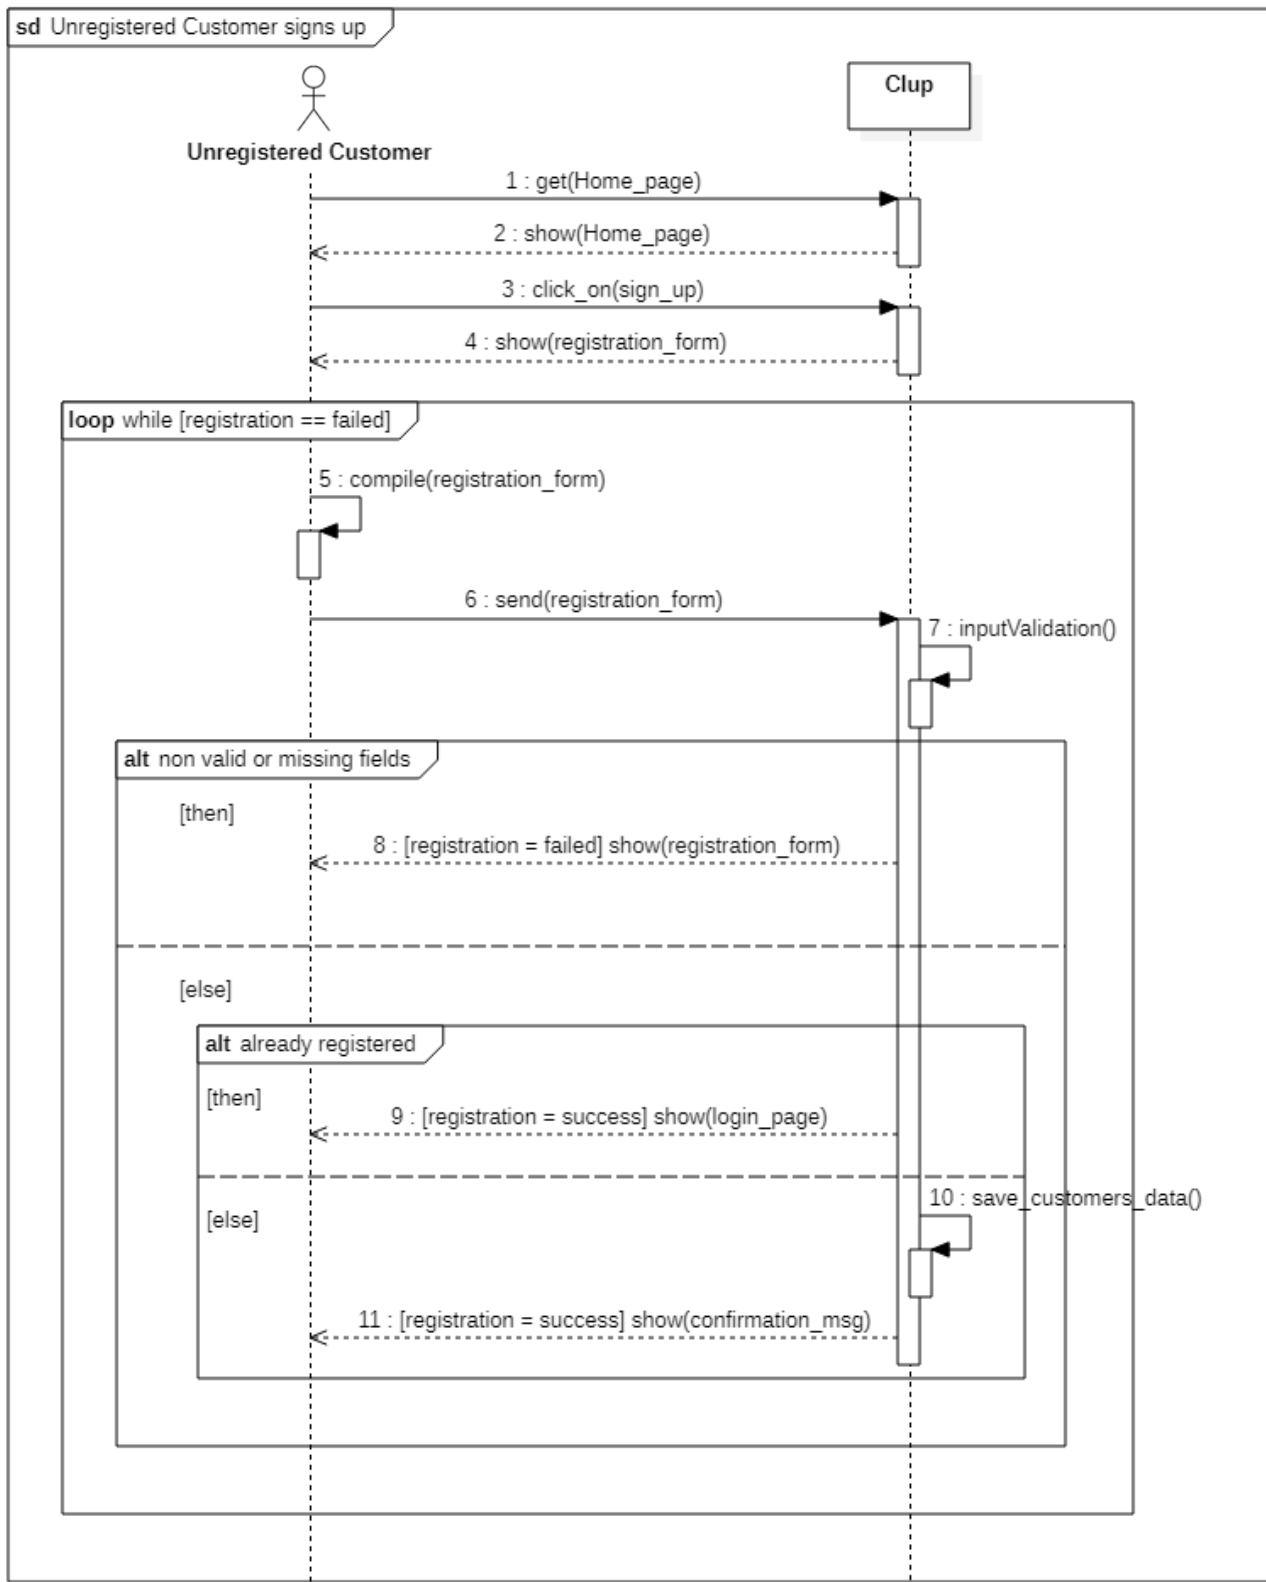 sd Unregistered Customer signs up
Clup
Unregistered Customer
1 : get(Home_page)
2 : show(Home_page)
3 : click_on(sign_up)
4 : show(registration_form)
loop while [registration == failed]
5 : compile(registration_form)
6 : send(registration_form)
7 : inputValidation()
alt non valid or missing fields
[then]
8 : [registration = failed] show(registration_form)
[else]
alt already registered
[then]
9 : [registration = success] show(login_page)
10 : save_customers_data()
[else]
11 : [registration = success] show(confirmation_msg)